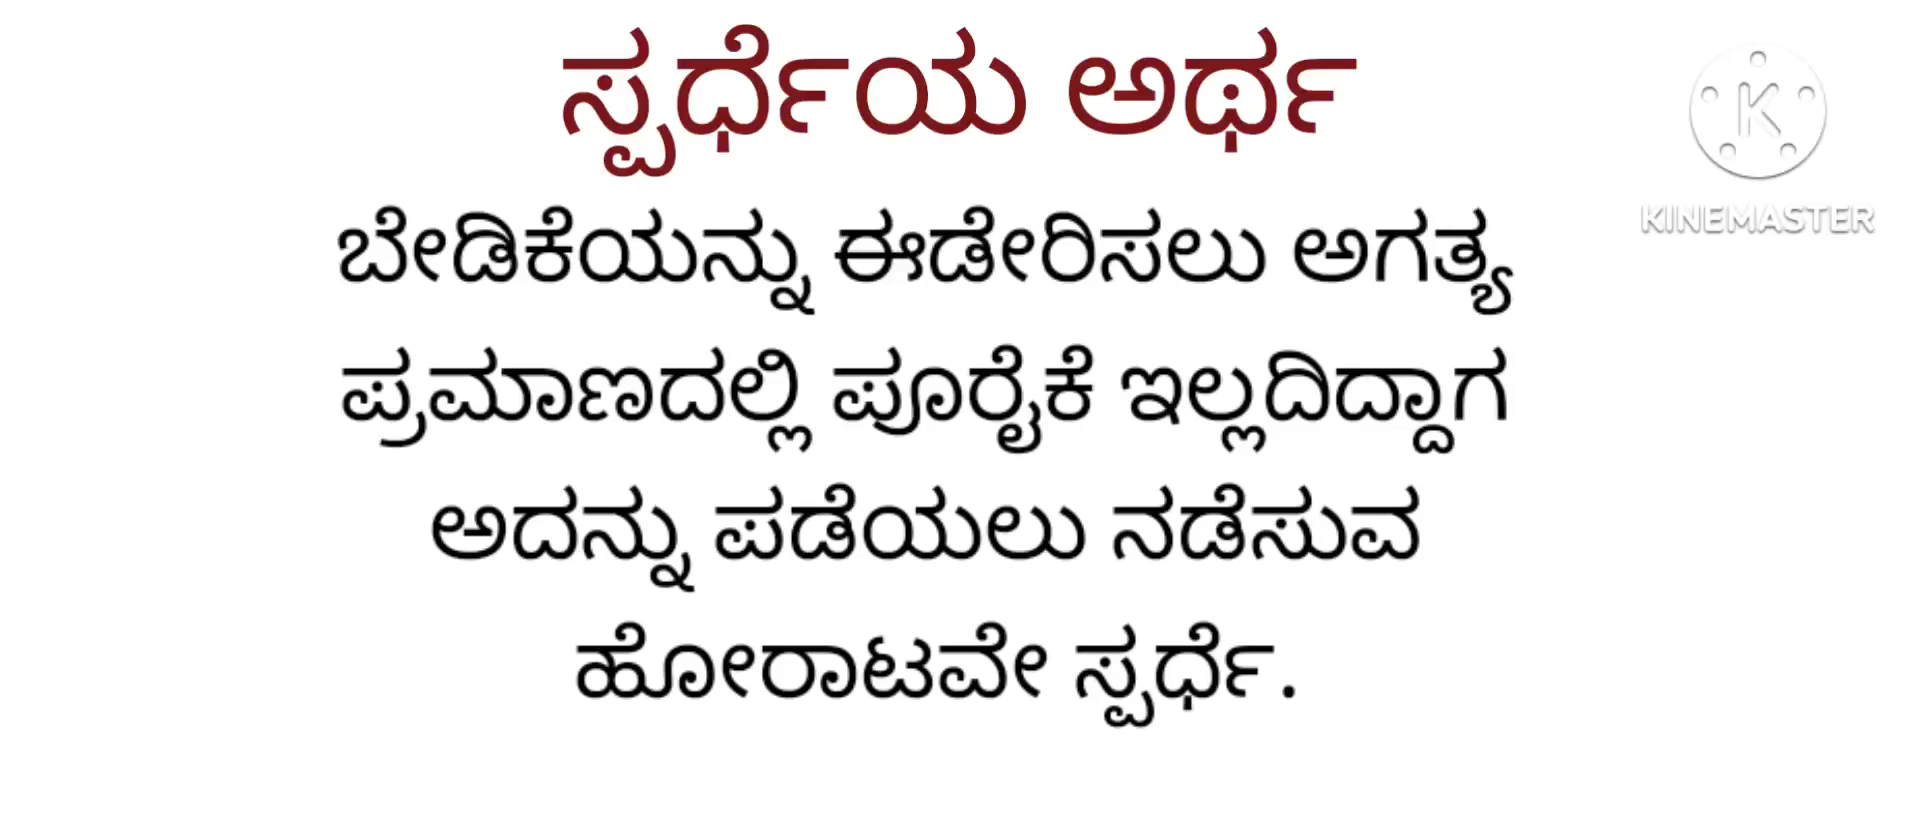 ಸ್ಪರ್ಧೆಯ ಅರ್ಥ
ಬೇಡಿಕೆಯನ್ನು ಈಡೇರಿಸಲು ಅಗತ್ಯ
ಪ್ರಮಾಣದಲ್ಲಿ ಪೂರೈಕೆ ಇಲ್ಲದಿದ್ದಾಗ
ಅದನ್ನು ಪಡೆಯಲು ನಡೆಸುವ
ಹೋರಾಟವೇ ಸ್ಪರ್ಧೆ.
K
KINEMASTER